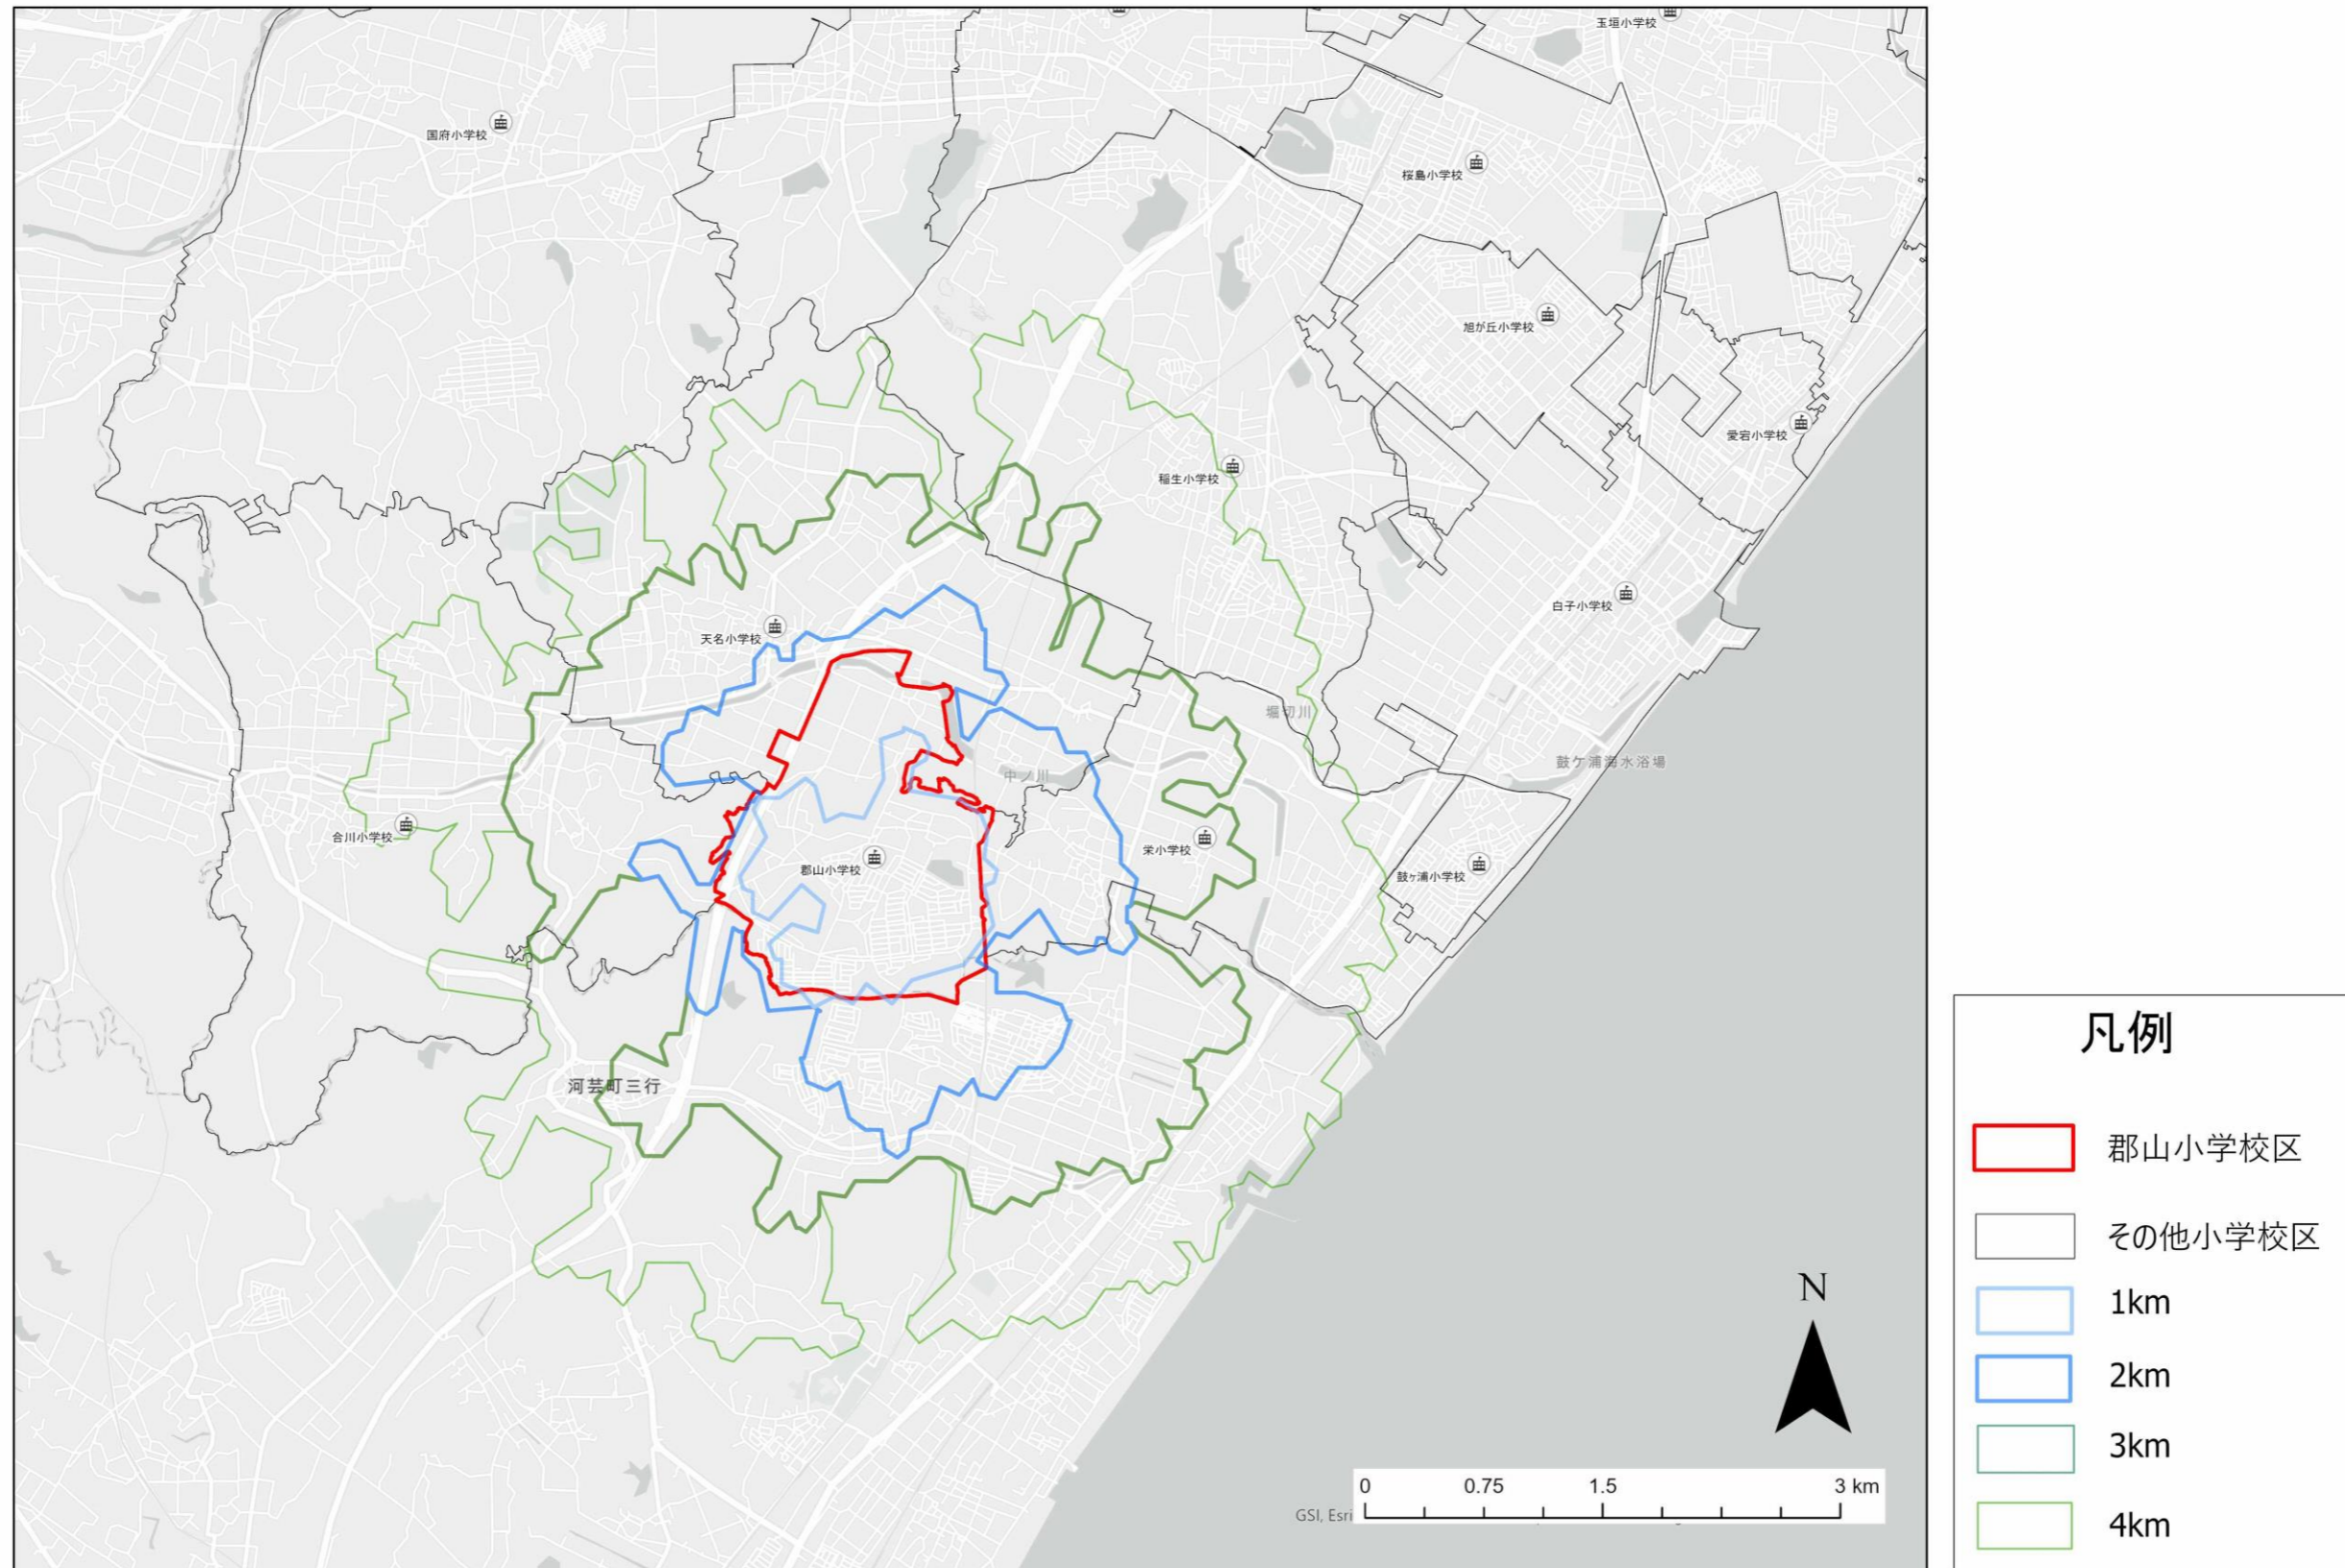 玉垣小学校
国府小学校
桜島小学校
旭が丘小学校
愛宕小学校
稲生小学校
白子小学校
天名小学校
堀切川
鼓ケ浦海水浴場
中ノ川
合川小学校
栄小学校
郡山小学校
鼓ヶ浦小学校
河芸町三行
凡例
郡山小学校区
その他小学校区
1km
2km
3km
4km
N
0 0.75 1.5 3 km
GSI, Esri